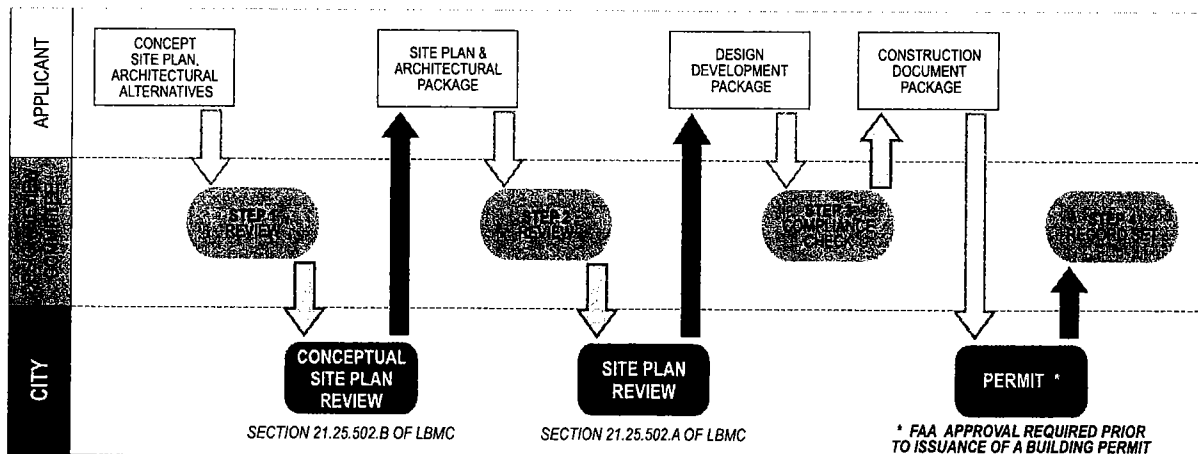 APPLICANT
CONCEPT
SITE PLAN,
ARCHITECTURAL
ALTERNATIVES
SITE PLAN &
ARCHITECTURAL
PACKAGE
DESIGN
DEVELOPMENT
PACKAGE
CONSTRUCTION
DOCUMENT
PACKAGE
REVIEW
STEP 1
REVIEW
STEP 2
REVIEW
STEP 3
COMPLIANCE
CHECK
STEP 4
RECORD SET
CITY
CONCEPTUAL
SITE PLAN
REVIEW
SITE PLAN
REVIEW
PERMIT *
SECTION 21.25.502.B OF LBMC
SECTION 21.25.502.A OF LBMC
* FAA APPROVAL REQUIRED PRIOR
TO ISSUANCE OF A BUILDING PERMIT